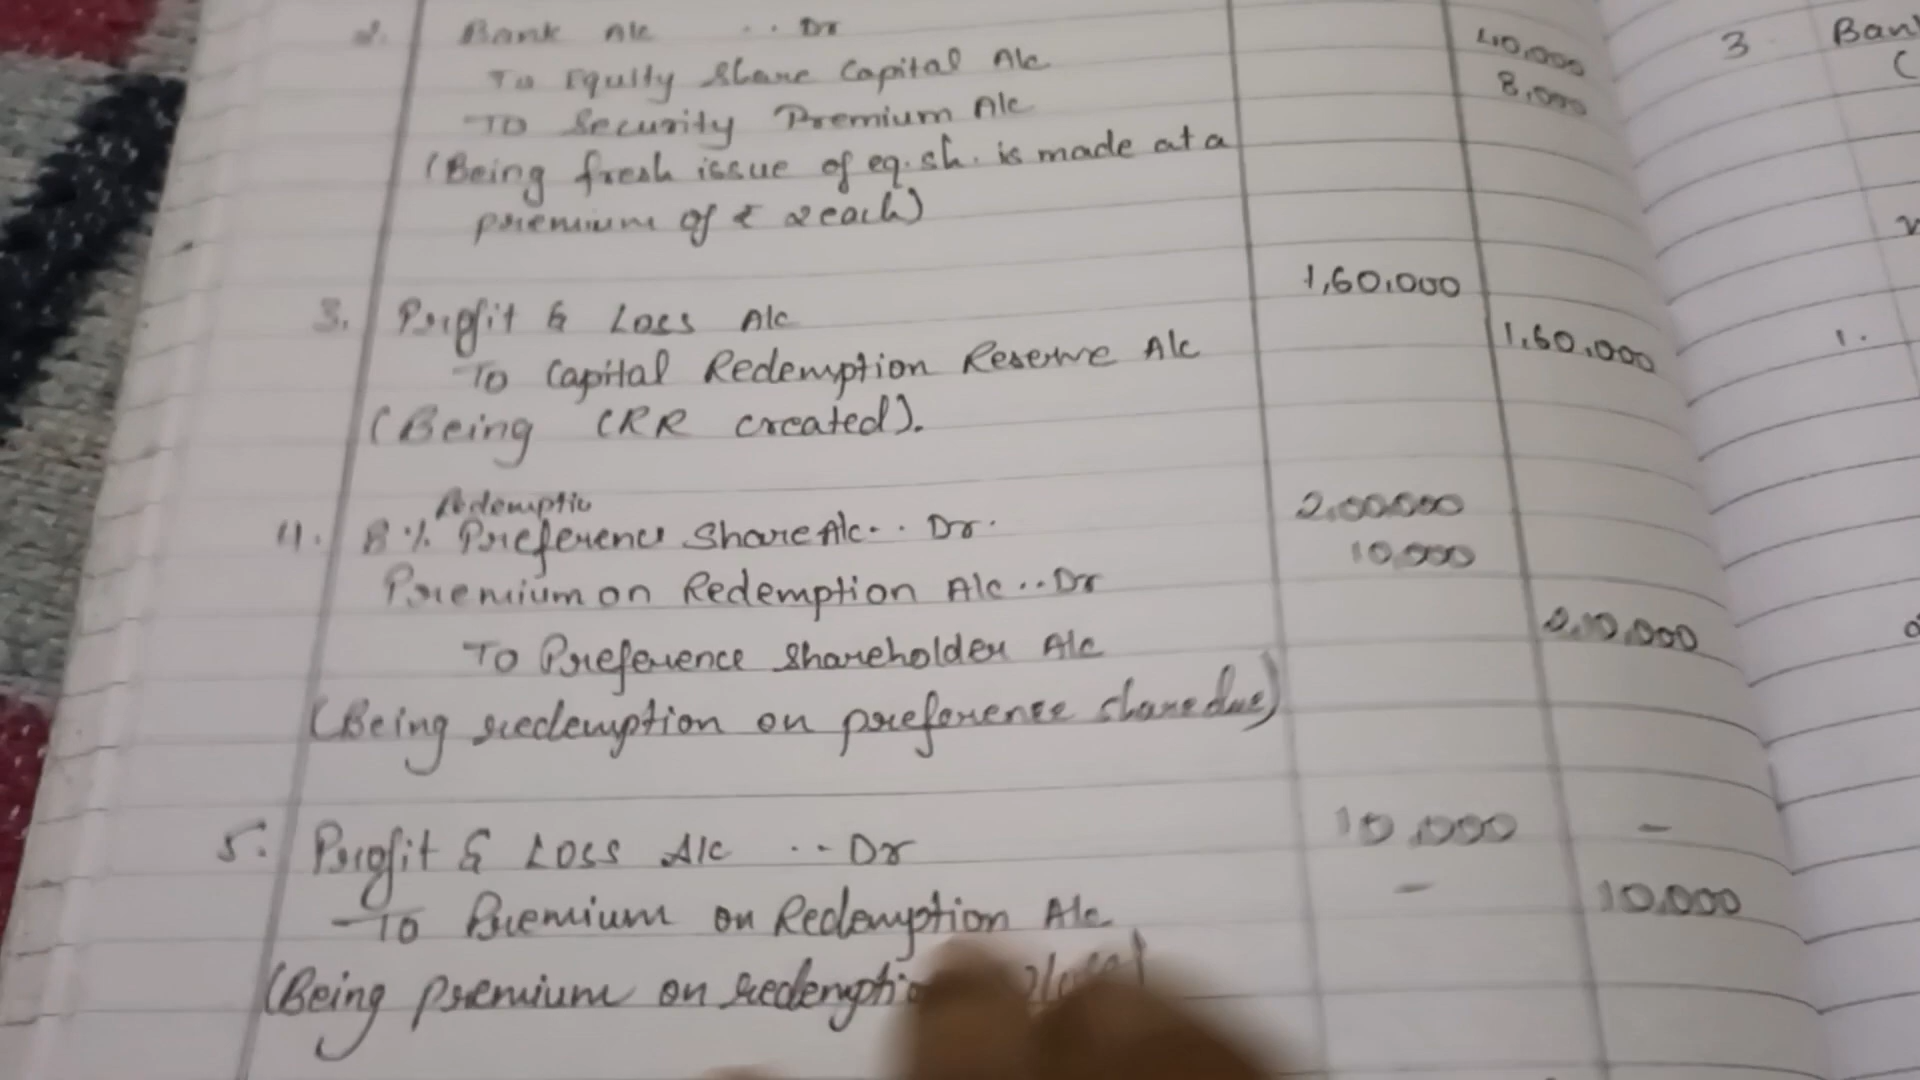 2. Bank A/c .. Dr
To Equity Share Capital A/c 40,000
To Security Premium A/c 8,000
(Being fresh issue of eq. sh. is made at a
premium of ₹ 2 each)
3. Profit & Loss A/c 1,60,000
To Capital Redemption Reserve A/c 1,60,000
(Being CRR created).
Redemptio
4. 8% Preference Share A/c .. Dr. 2,00,000
Premium on Redemption A/c .. Dr 10,000
To Preference Shareholder A/c 2,10,000
(Being redemption on preference share due)
5. Profit & Loss A/c .. Dr 10,000 -
To Premium on Redemption A/c - 10,000
(Being premium on redemptio
3 Ban
(
1.